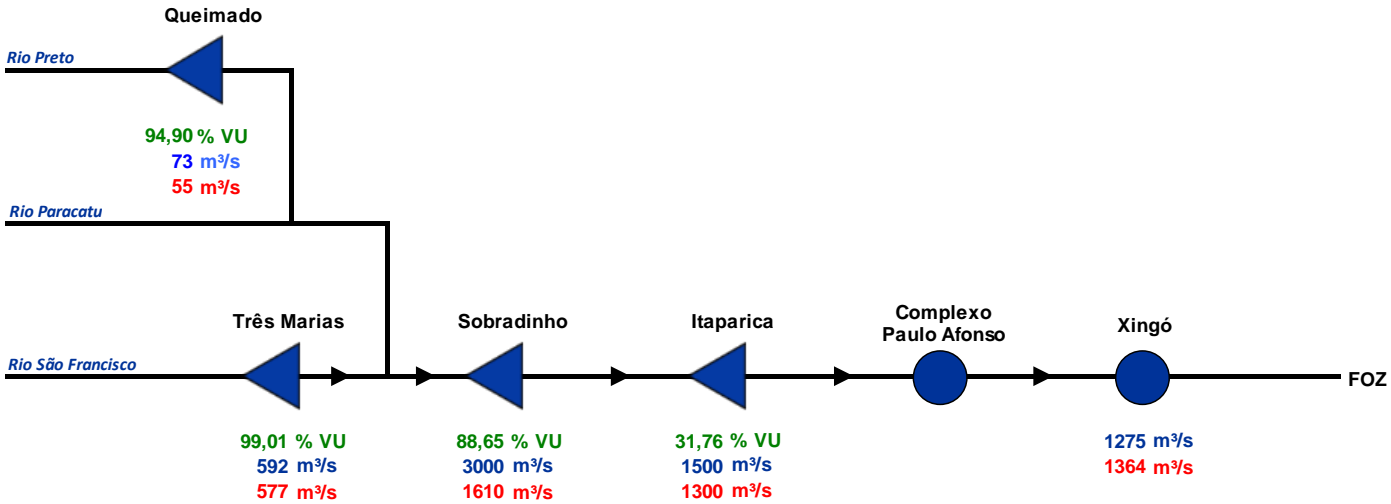 Queimado
Rio Preto
94,90 % VU
73 m³/s
55 m³/s
Rio Paracatu
Três Marias
Sobradinho
Itaparica
Complexo
Paulo Afonso
Xingó
Rio São Francisco
FOZ
99,01 % VU
592 m³/s
577 m³/s
88,65 % VU
3000 m³/s
1610 m³/s
31,76 % VU
1500 m³/s
1300 m³/s
1275 m³/s
1364 m³/s